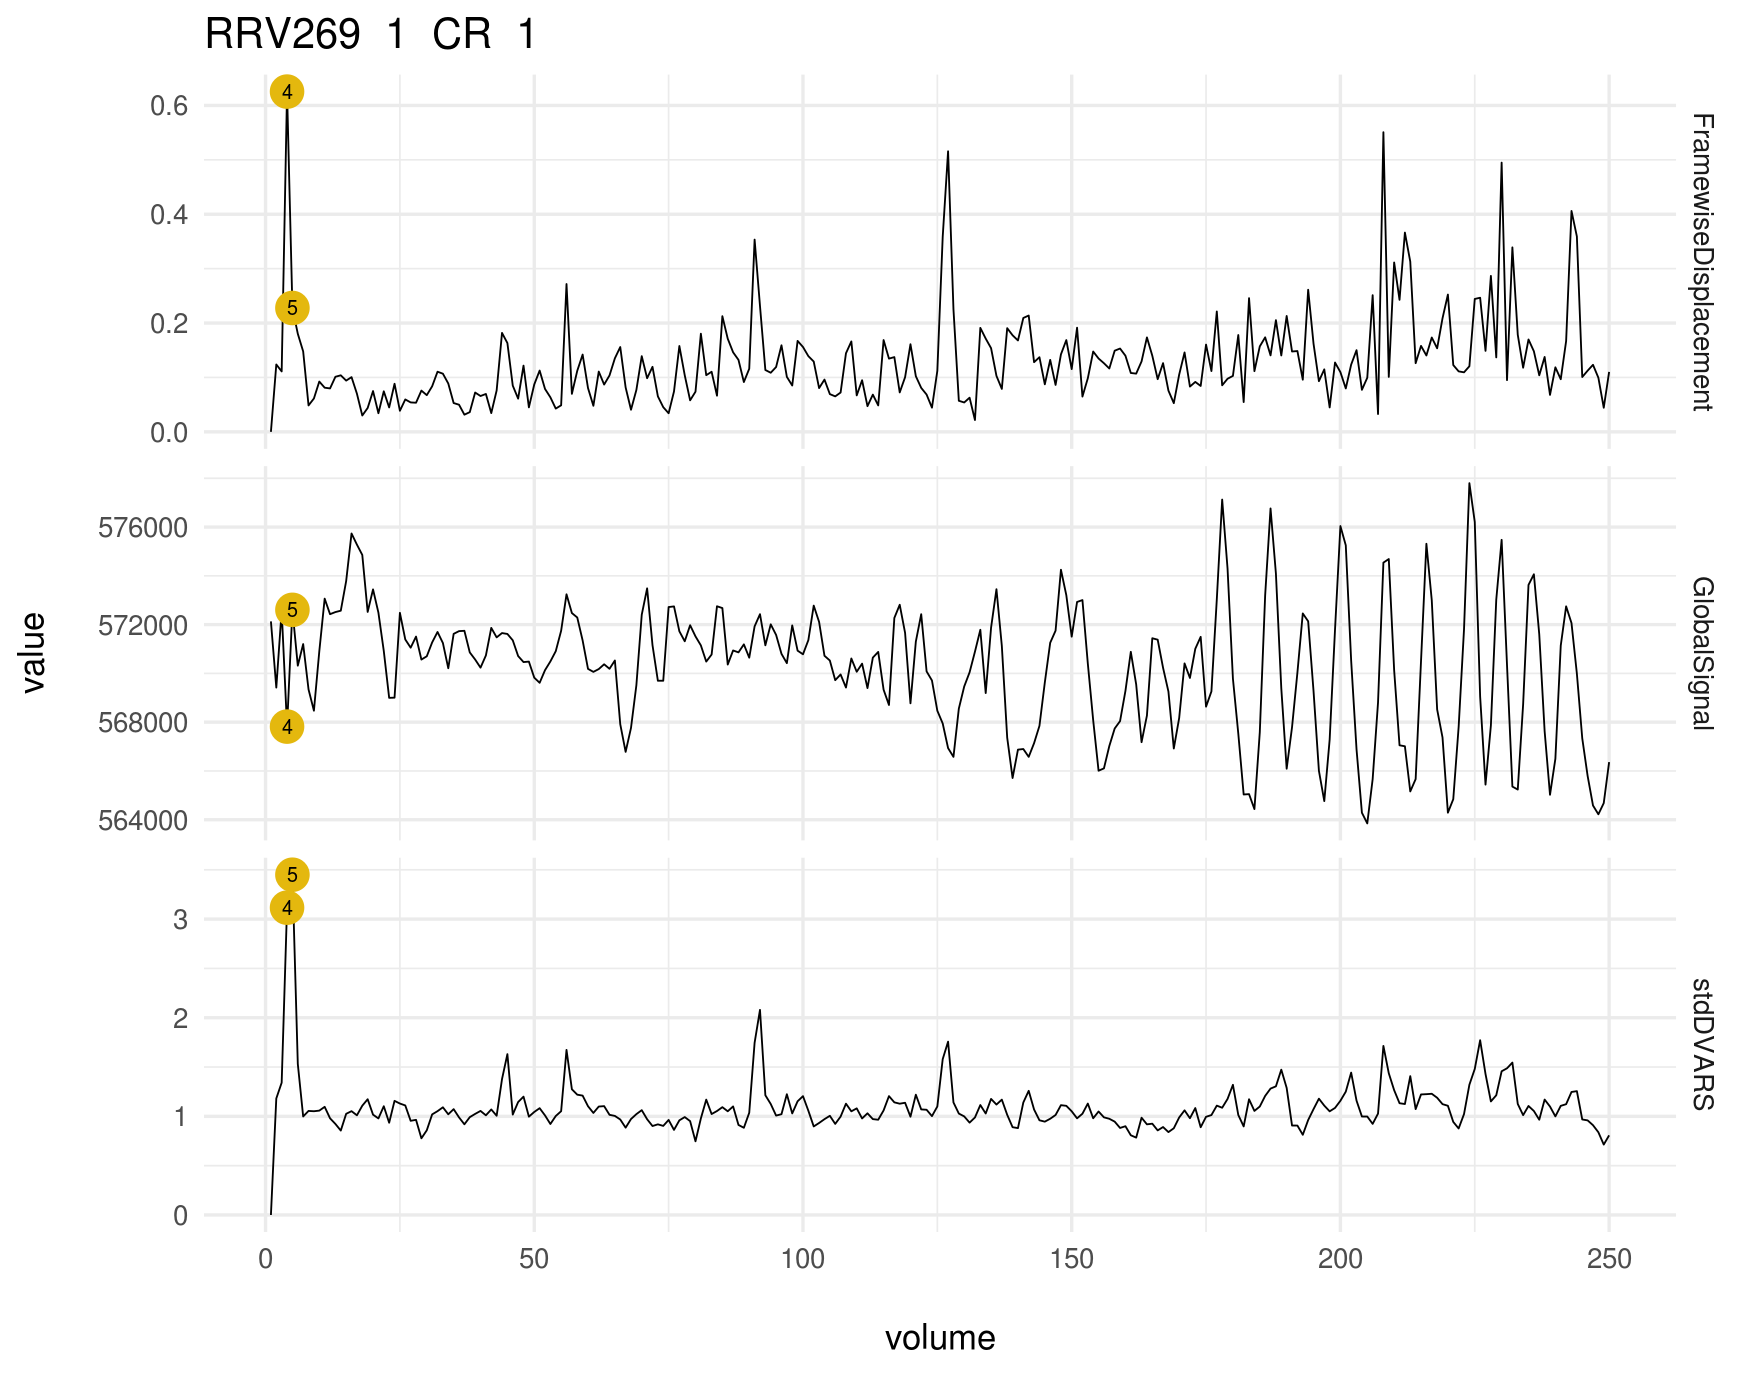 RRV269 1 CR 1
4
5
0.6
0.4
0.2
0.0
FramewiseDisplacement
5
4
576000
572000
568000
564000
GlobalSignal
value
5
4
3
2
1
0
stdDVARS
0 50 100 150 200 250
volume